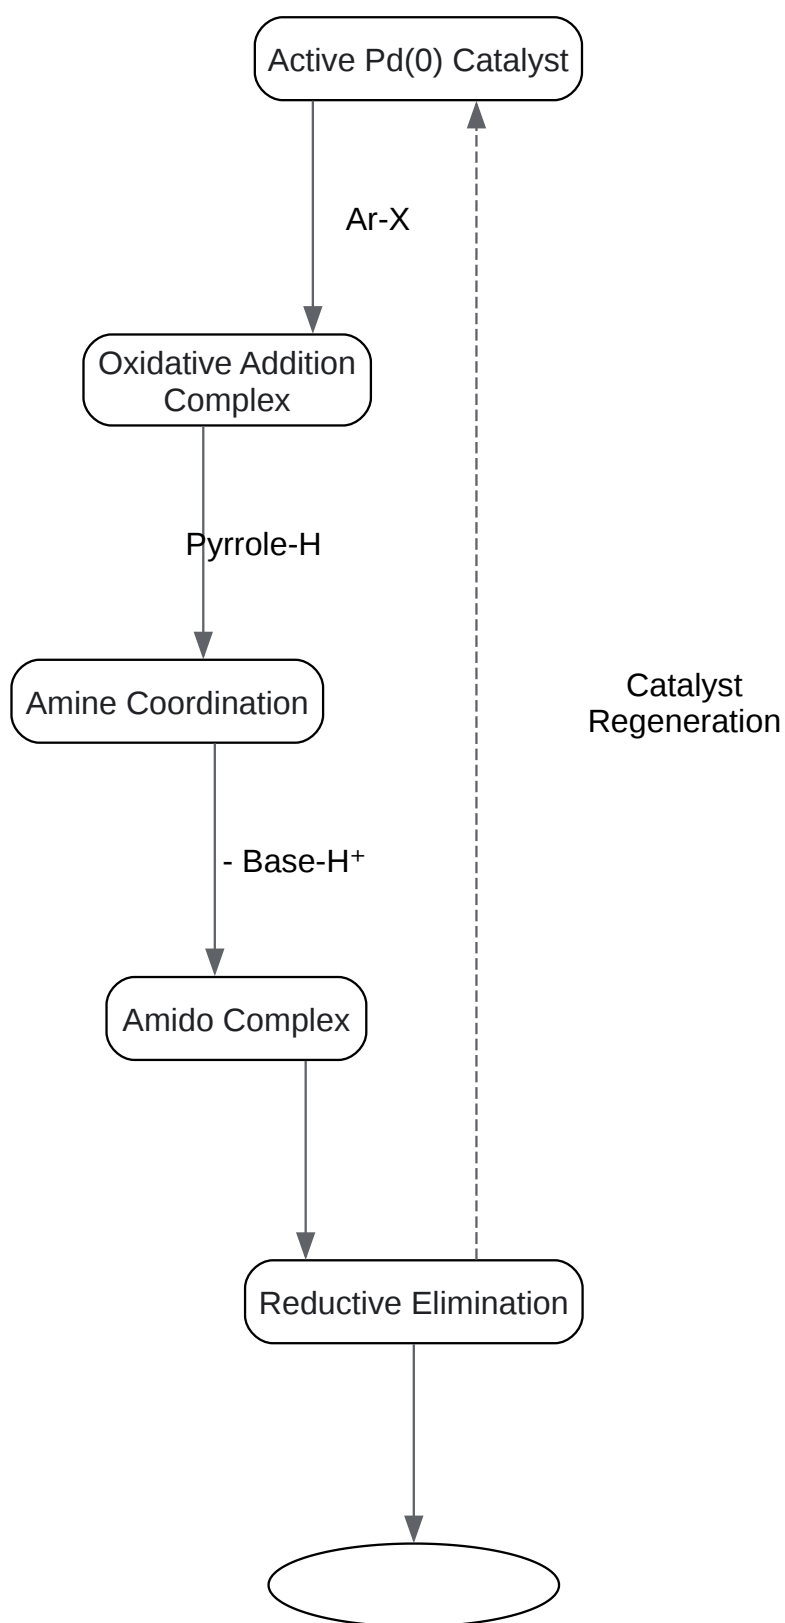 Active Pd(0) Catalyst
Ar-X
Oxidative Addition
Complex
Pyrrole-H
Amine Coordination
Catalyst
Regeneration
- Base-H⁺
Amido Complex
Reductive Elimination